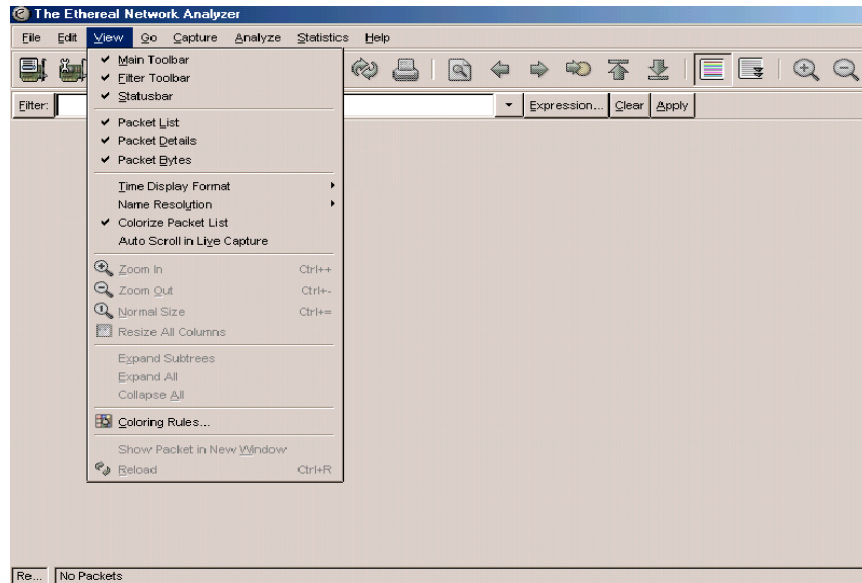 The Ethereal Network Analyzer
File Edit View Go Capture Analyze Statistics Help
Filter: Expression... Clear Apply
Main Toolbar
Filter Toolbar
Statusbar
Packet List
Packet Details
Packet Bytes
Time Display Format
Name Resolution
Colorize Packet List
Auto Scroll in Live Capture
Zoom In Ctrl++
Zoom Out Ctrl+-
Normal Size Ctrl+=
Resize All Columns
Expand Subtrees
Expand All
Collapse All
Coloring Rules...
Show Packet in New Window
Reload Ctrl+R
Re... No Packets